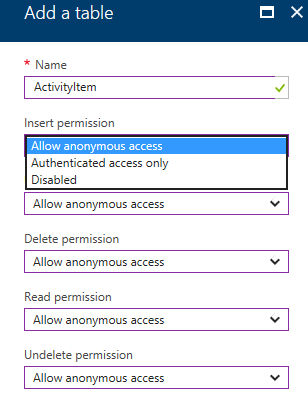 Add a table
* Name
ActivityItem
Insert permission
Allow anonymous access
Authenticated access only
Disabled
Allow anonymous access
Delete permission
Allow anonymous access
Read permission
Allow anonymous access
Undelete permission
Allow anonymous access